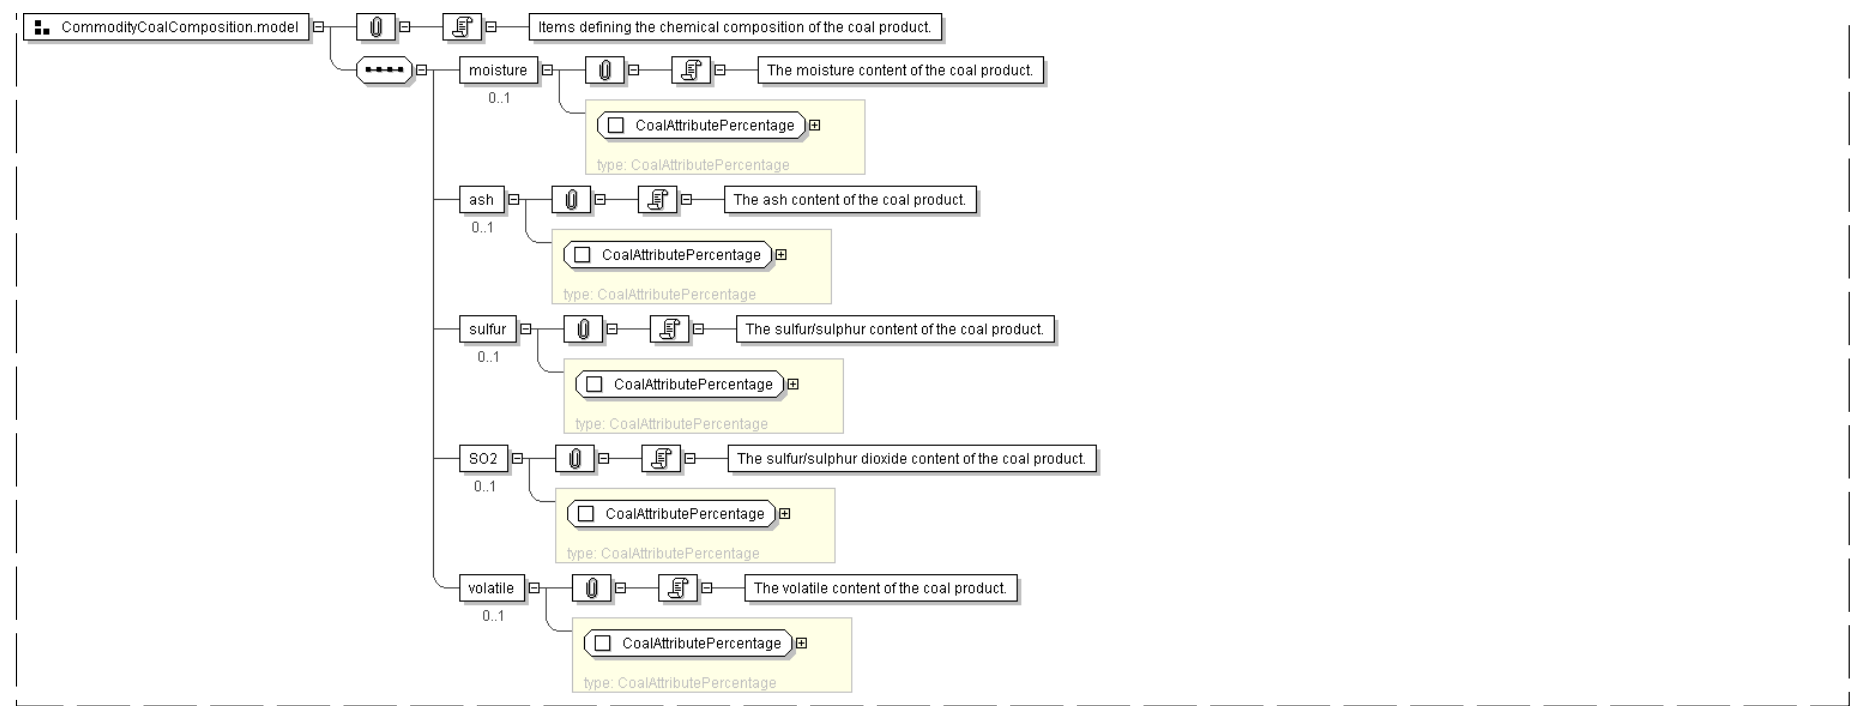 CommodityCoalComposition.model
Items defining the chemical composition of the coal product.
moisture
The moisture content of the coal product.
0..1
CoalAttributePercentage
type: CoalAttributePercentage
ash
The ash content of the coal product.
0..1
CoalAttributePercentage
type: CoalAttributePercentage
sulfur
The sulfur/sulphur content of the coal product.
0..1
CoalAttributePercentage
type: CoalAttributePercentage
SO2
The sulfur/sulphur dioxide content of the coal product.
0..1
CoalAttributePercentage
type: CoalAttributePercentage
volatile
The volatile content of the coal product.
0..1
CoalAttributePercentage
type: CoalAttributePercentage